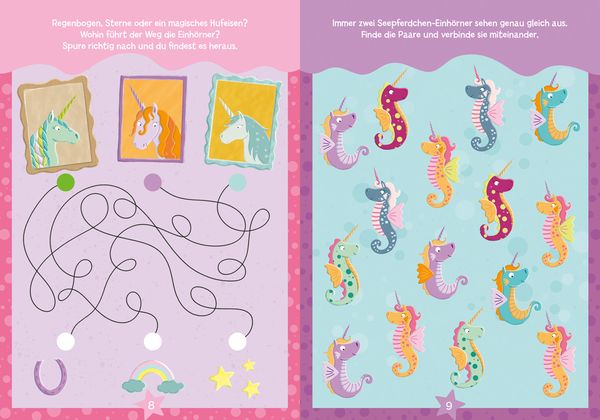 Regenbogen, Sterne oder ein magisches Hufeisen?
Wohin führt der Weg die Einhörner?
Spure richtig nach und du findest es heraus.
8
Immer zwei Seepferdchen-Einhörner sehen genau gleich aus.
Finde die Paare und verbinde sie miteinander.
9